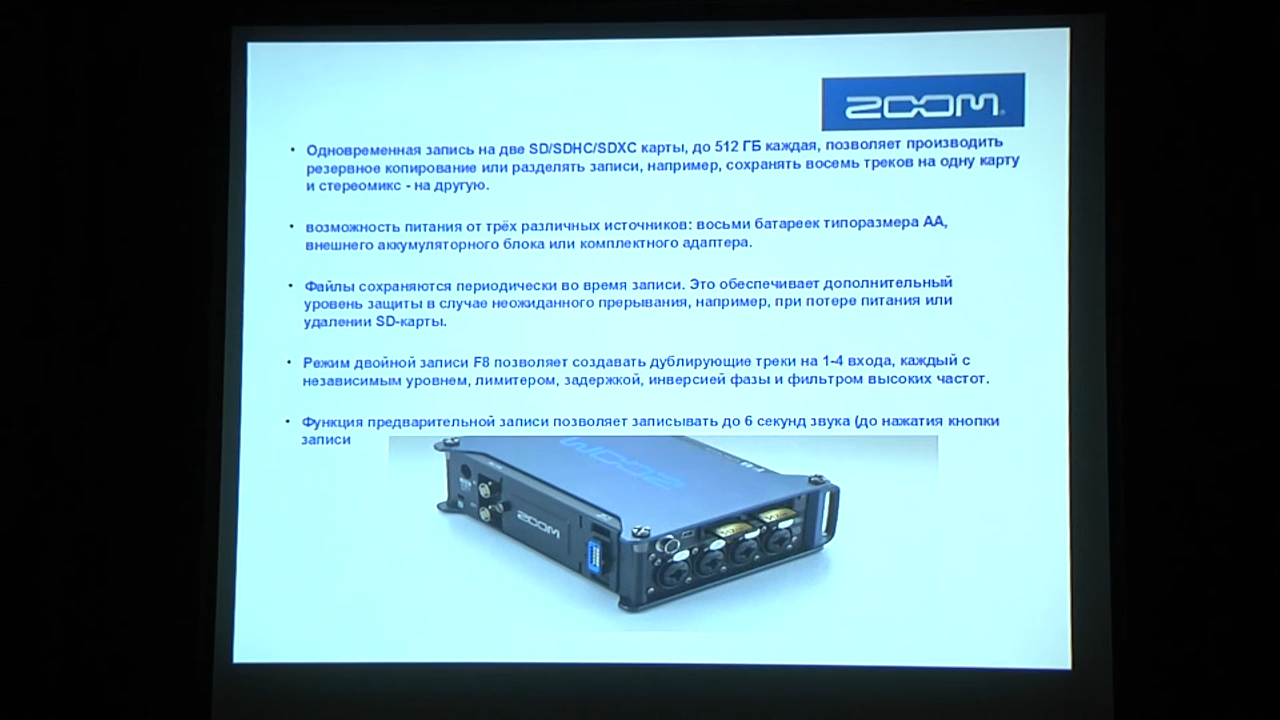 ZOOM
• Одновременная запись на две SD/SDHC/SDXC карты, до 512 ГБ каждая, позволяет производить
резервное копирование или разделять записи, например, сохранять восемь треков на одну карту
и стереомикс - на другую.
• возможность питания от трёх различных источников: восьми батареек типоразмера АА,
внешнего аккумуляторного блока или комплектного адаптера.
• Файлы сохраняются периодически во время записи. Это обеспечивает дополнительный
уровень защиты в случае неожиданного прерывания, например, при потере питания или
удалении SD-карты.
• Режим двойной записи F8 позволяет создавать дублирующие треки на 1-4 входа, каждый с
независимым уровнем, лимитером, задержкой, инверсией фазы и фильтром высоких частот.
• Функция предварительной записи позволяет записывать до 6 секунд звука (до нажатия кнопки
записи
ZOOM
F8
ZOOM